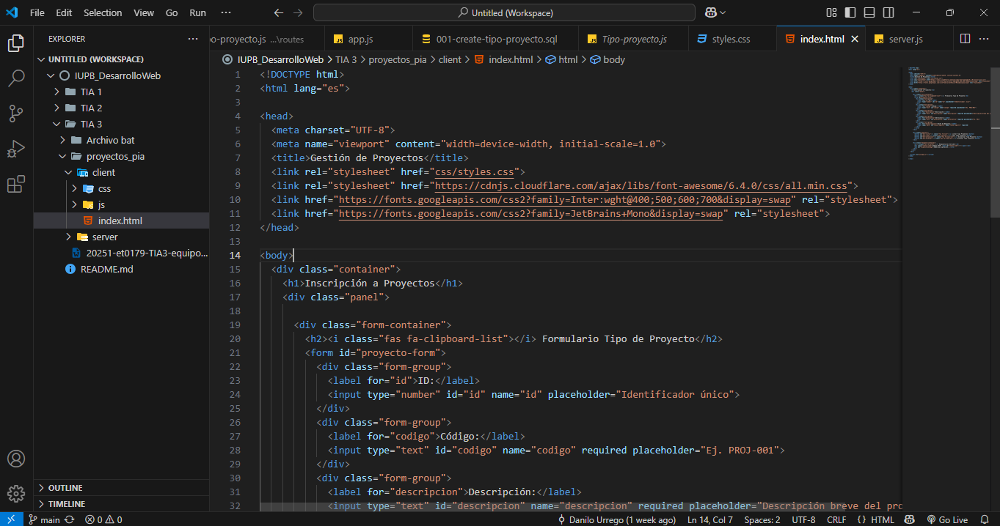 File Edit Selection View Go Run ··· Untitled (Workspace)
EXPLORER ···
UNTITLED (WORKSPACE)
IUPB_DesarrolloWeb
TIA 1
TIA 2
TIA 3
Archivo bat
proyectos_pia
client
css
js
index.html
server
20251-et0179-TIA3-equipo...
README.md
OUTLINE
TIMELINE
po-proyecto.js ...\routes app.js 001-create-tipo-proyecto.sql Tipo-proyecto.js styles.css index.html server.js ···
IUPB_DesarrolloWeb > TIA 3 > proyectos_pia > client > index.html > html > body
1 <!DOCTYPE html>
2 <html lang="es">
3
4 <head>
5 <meta charset="UTF-8">
6 <meta name="viewport" content="width=device-width, initial-scale=1.0">
7 <title>Gestión de Proyectos</title>
8 <link rel="stylesheet" href="css/styles.css">
9 <link rel="stylesheet" href="https://cdnjs.cloudflare.com/ajax/libs/font-awesome/6.4.0/css/all.min.css">
10 <link href="https://fonts.googleapis.com/css2?family=Inter:wght@400;500;600;700&display=swap" rel="stylesheet">
11 <link href="https://fonts.googleapis.com/css2?family=JetBrains+Mono&display=swap" rel="stylesheet">
12 </head>
13
14 <body>
15 <div class="container">
16 <h1>Inscripción a Proyectos</h1>
17 <div class="panel">
18
19 <div class="form-container">
20 <h2><i class="fas fa-clipboard-list"></i> Formulario Tipo de Proyecto</h2>
21 <form id="proyecto-form">
22 <div class="form-group">
23 <label for="id">ID:</label>
24 <input type="number" id="id" name="id" placeholder="Identificador único">
25 </div>
26 <div class="form-group">
27 <label for="codigo">Código:</label>
28 <input type="text" id="codigo" name="codigo" required placeholder="Ej. PROJ-001">
29 </div>
30 <div class="form-group">
31 <label for="descripcion">Descripción:</label>
32 <input type="text" id="descripcion" name="descripcion" required placeholder="Descripción breve del pro
main 0 0 Danilo Urrego (1 week ago) Ln 14, Col 7 Spaces: 2 UTF-8 CRLF {} HTML Go Live